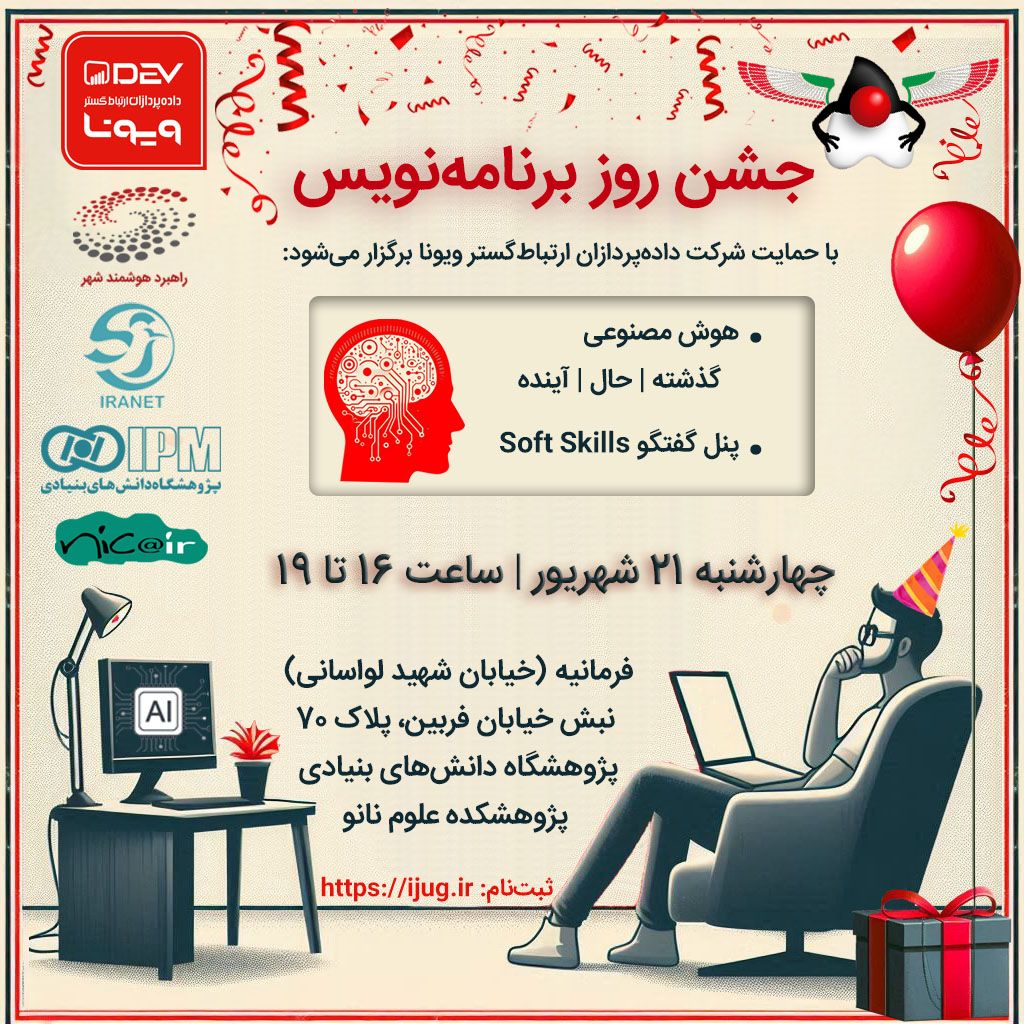 DEV
داده‌پردازان ارتباط گستر
ویونا
جشن روز برنامه‌نویس
با حمایت شرکت داده‌پردازان ارتباط‌گستر ویونا برگزار می‌شود:
راهبرد هوشمند شهر
IRANET
IPM
پژوهشگاه دانش‌های بنیادی
nic@ir
• هوش مصنوعی
گذشته | حال | آینده
• پنل گفتگو Soft Skills
چهارشنبه ۲۱ شهریور | ساعت ۱۶ تا ۱۹
فرمانیه (خیابان شهید لواسانی)
نبش خیابان فربین، پلاک ۷۰
پژوهشگاه دانش‌های بنیادی
پژوهشکده علوم نانو
AI
ثبت‌نام: https://ijug.ir